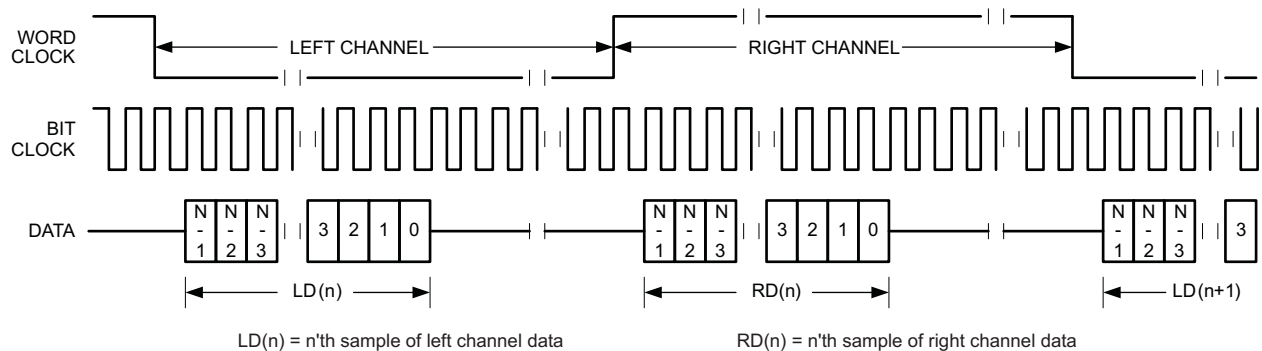 WORD
CLOCK
LEFT CHANNEL
RIGHT CHANNEL
BIT
CLOCK
DATA
N
-
1
N
-
2
N
-
3
3 2 1 0
N
-
1
N
-
2
N
-
3
3 2 1 0
N
-
1
N
-
2
N
-
3
3
LD(n)
RD(n)
LD(n+1)
LD(n) = n'th sample of left channel data
RD(n) = n'th sample of right channel data